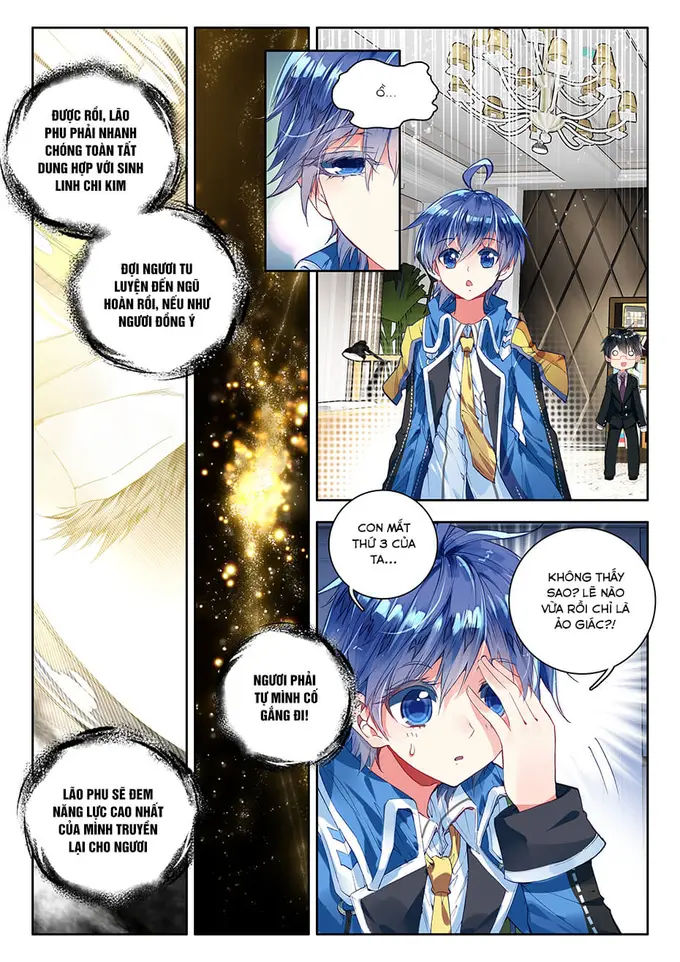 ĐƯỢC RỒI, LÃO
PHU PHẢI NHANH
CHÓNG TOÀN TẤT
DUNG HỢP VỚI SINH
LINH CHI KIM
ĐỢI NGƯƠI TU
LUYỆN ĐẾN NGŨ
HOÀN RỒI, NẾU NHƯ
NGƯƠI ĐỒNG Ý
NGƯƠI PHẢI
TỰ MÌNH CỐ
GẮNG ĐI!
LÃO PHU SẼ ĐEM
NĂNG LỰC CAO NHẤT
CỦA MÌNH TRUYỀN
LẠI CHO NGƯƠI
Ồ...
CON MẮT
THỨ 3 CỦA
TA...
KHÔNG THẤY
SAO? LẼ NÀO
VỪA RỒI CHỈ LÀ
ẢO GIÁC?!